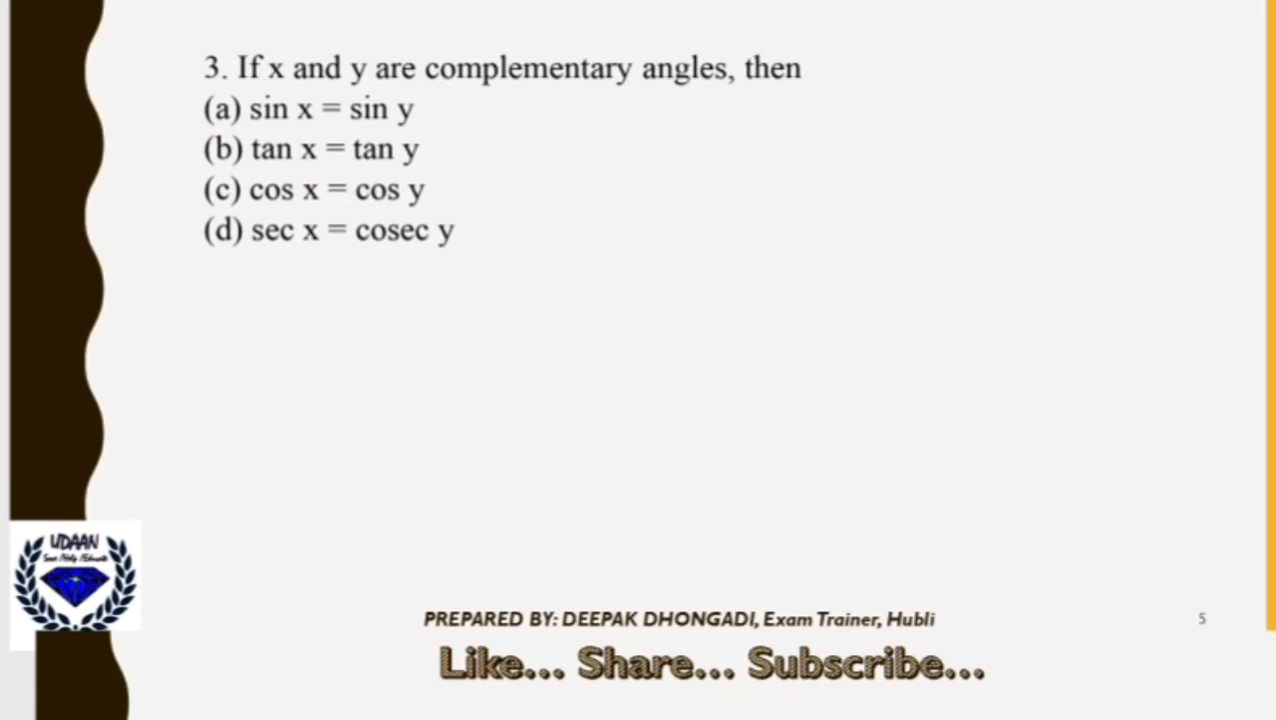 3. If x and y are complementary angles, then
(a) sin x = sin y
(b) tan x = tan y
(c) cos x = cos y
(d) sec x = cosec y
UDAAN
PREPARED BY: DEEPAK DHONGADI, Exam Trainer, Hubli
5
Like... Share... Subscribe...